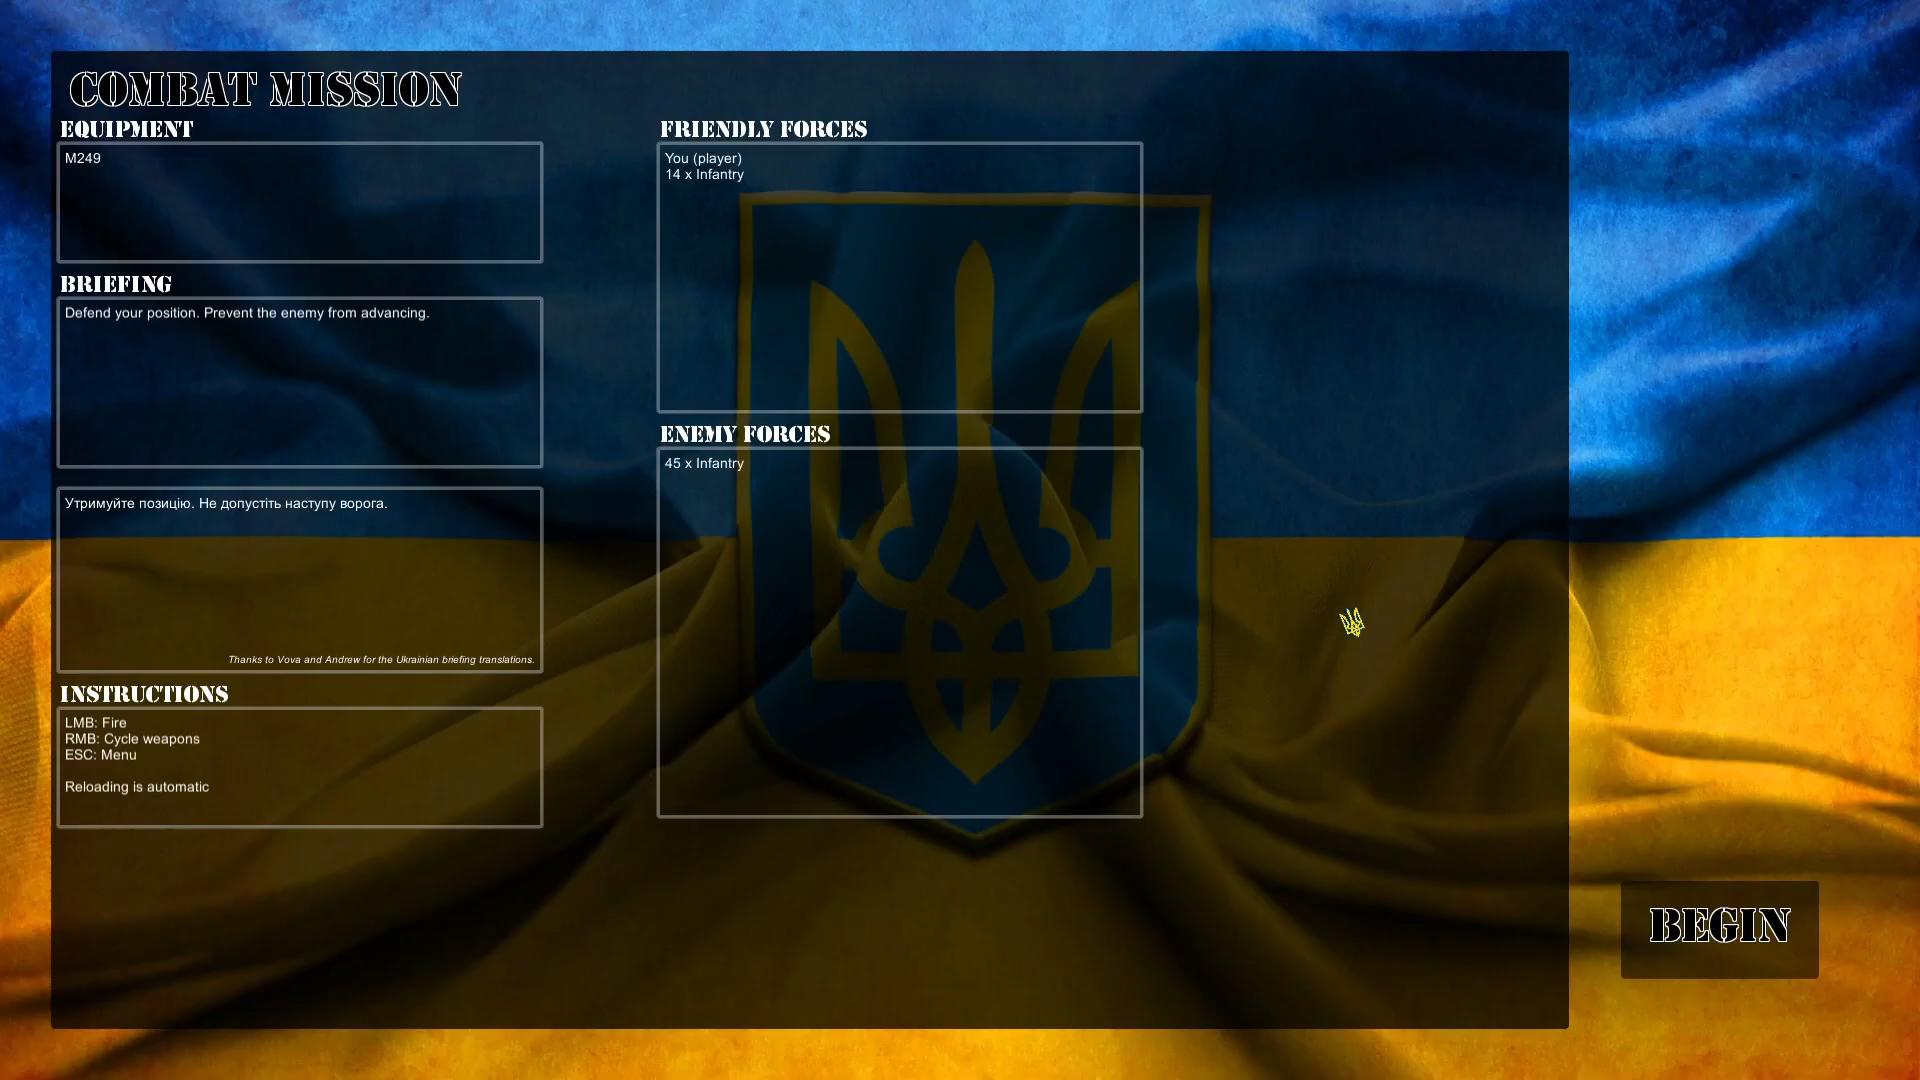 COMBAT MISSION
EQUIPMENT
M249
BRIEFING
Defend your position. Prevent the enemy from advancing.
Утримуйте позицію. Не допустіть наступу ворога.
Thanks to Vova and Andrew for the Ukrainian briefing translations.
INSTRUCTIONS
LMB: Fire
RMB: Cycle weapons
ESC: Menu
Reloading is automatic
FRIENDLY FORCES
You (player)
14 x Infantry
ENEMY FORCES
45 x Infantry
BEGIN